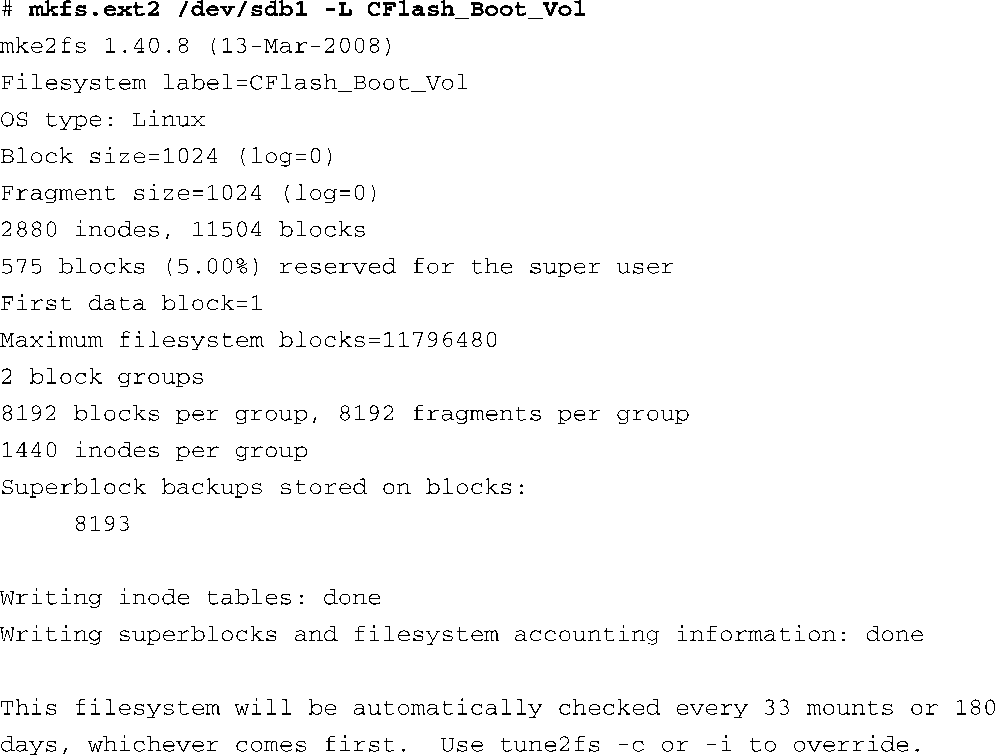 # mkfs.ext2 /dev/sdb1 -L CFlash_Boot_Vol
mke2fs 1.40.8 (13-Mar-2008)
Filesystem label=CFlash_Boot_Vol
OS type: Linux
Block size=1024 (log=0)
Fragment size=1024 (log=0)
2880 inodes, 11504 blocks
575 blocks (5.00%) reserved for the super user
First data block=1
Maximum filesystem blocks=11796480
2 block groups
8192 blocks per group, 8192 fragments per group
1440 inodes per group
Superblock backups stored on blocks:
8193
Writing inode tables: done
Writing superblocks and filesystem accounting information: done
This filesystem will be automatically checked every 33 mounts or 180
days, whichever comes first.  Use tune2fs -c or -i to override.